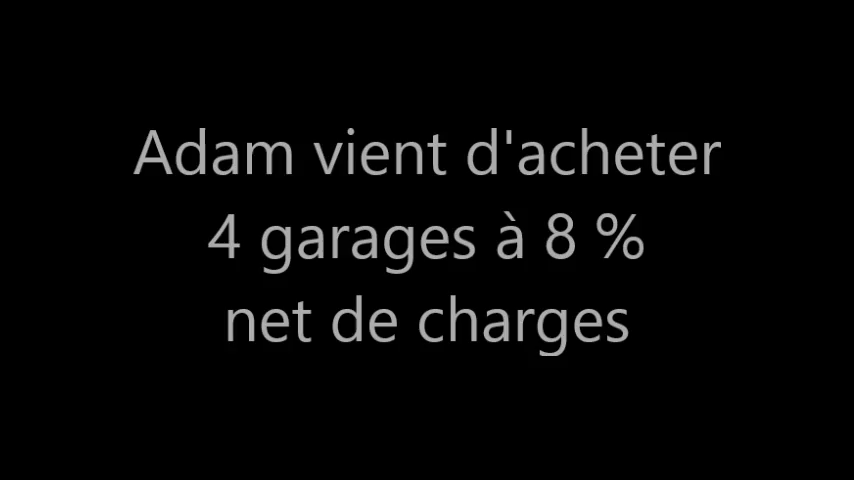 Adam vient d'acheter
4 garages à 8 %
net de charges